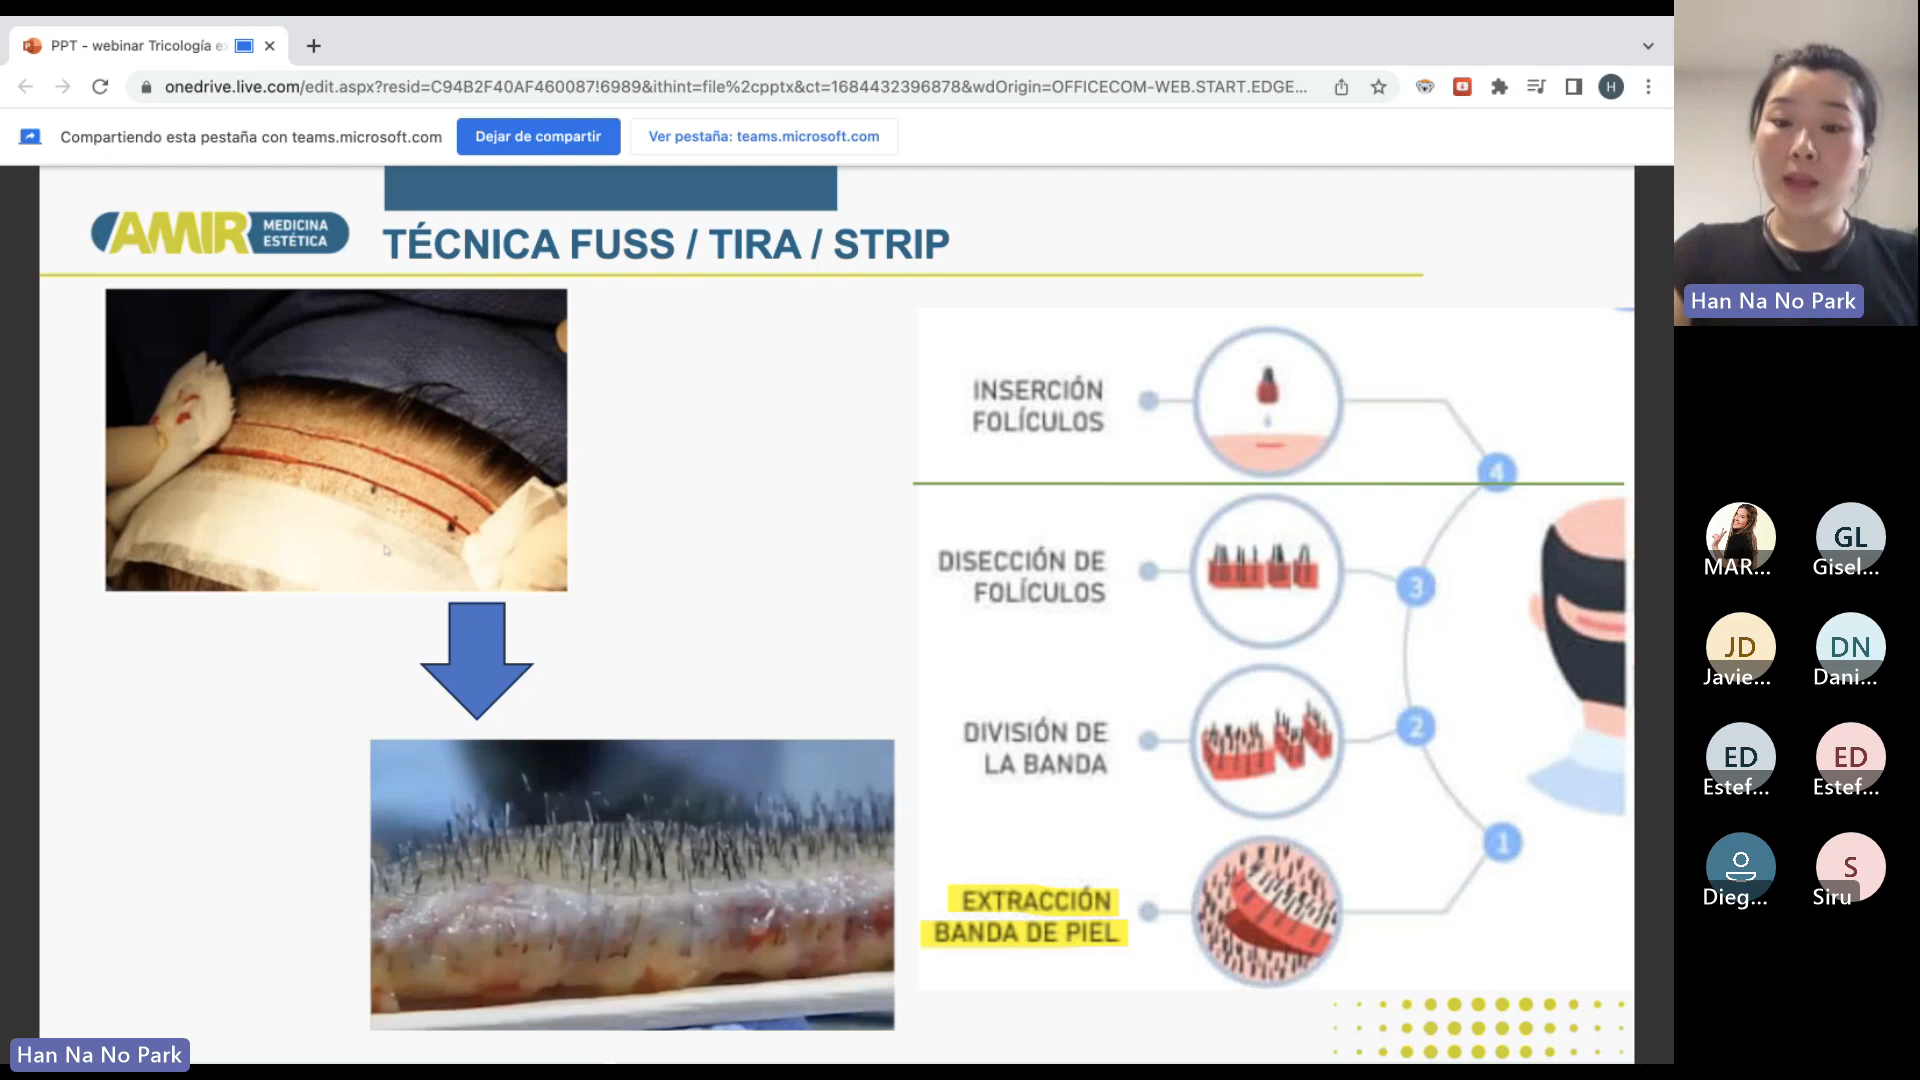 PPT - webinar Tricología e
onedrive.live.com/edit.aspx?resid=C94B2F40AF460087!6989&ithint=file%2cpptx&ct=1684432396878&wdOrigin=OFFICECOM-WEB.START.EDGE...
H
Compartiendo esta pestaña con teams.microsoft.com
Dejar de compartir
Ver pestaña: teams.microsoft.com
AMIR
MEDICINA
ESTÉTICA
TÉCNICA FUSS / TIRA / STRIP
INSERCIÓN
FOLÍCULOS
4
DISECCIÓN DE
FOLÍCULOS
3
DIVISIÓN DE
LA BANDA
2
EXTRACCIÓN
BANDA DE PIEL
1
Han Na No Park
Han Na No Park
MAR...
GL
Gisel...
JD
Javie...
DN
Dani...
ED
Estef...
ED
Estef...
Dieg...
S
Siru